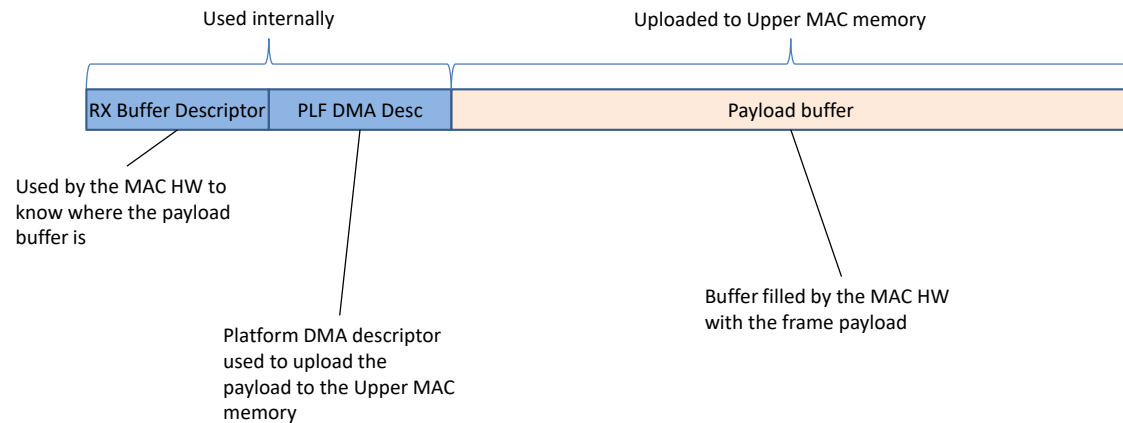 Used internally
Uploaded to Upper MAC memory
RX Buffer Descriptor
PLF DMA Desc
Payload buffer
Used by the MAC HW to
know where the payload
buffer is
Buffer filled by the MAC HW
with the frame payload
Platform DMA descriptor
used to upload the
payload to the Upper MAC
memory